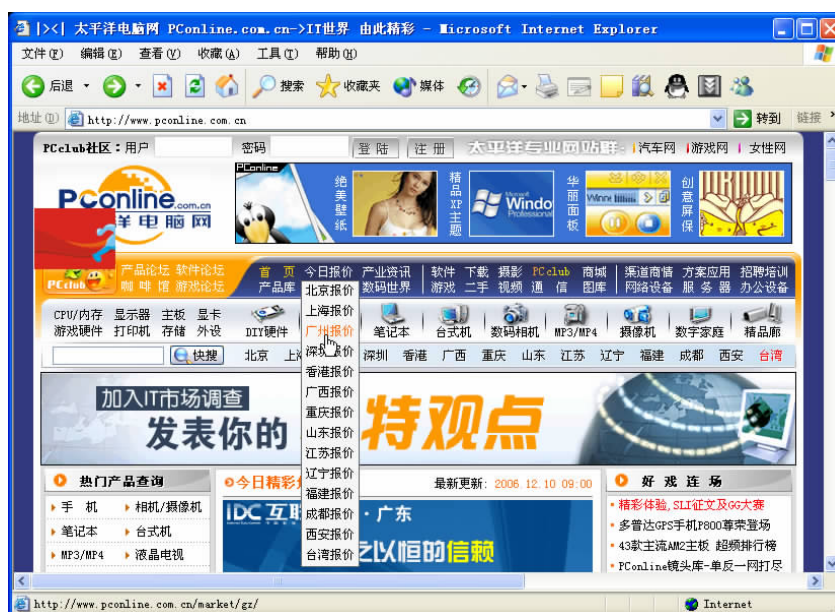 |><| 太平洋电脑网 PConline.com.cn->IT世界 由此精彩 - Microsoft Internet Explorer
文件(F) 编辑(E) 查看(V) 收藏(A) 工具(T) 帮助(H)
后退 搜索 收藏夹 媒体
地址(D) http://www.pconline.com.cn 转到 链接 »
PCclub社区：用户 密码 登陆 注册 太平洋专业网站群： 汽车网 游戏网 女性网
PConline
PConline.com.cn
洋电脑网
绝美壁纸
精品XP主题
Microsoft
Windo
Professional
华丽面板
创意屏保
产品论坛 软件论坛
咖啡馆 游戏论坛
PCclub
首页 今日报价 产业资讯 软件 下载 摄影 PCclub 商城 渠道商情 方案应用 招聘培训
产品库 数码世界 游戏 二手 视频 通信 图库 网络设备 服务器 办公设备
CPU/内存 显示器 主板 显卡
游戏硬件 打印机 存储 外设
DIY硬件 笔记本 台式机 数码相机 MP3/MP4 摄像机 数字家庭 精品廊
快搜 北京 上 深圳 香港 广西 重庆 山东 江苏 辽宁 福建 成都 西安 台湾
北京报价
上海报价
广州报价
深圳报价
香港报价
广西报价
重庆报价
山东报价
江苏报价
辽宁报价
福建报价
成都报价
西安报价
台湾报价
加入IT市场调查
发表你的 特观点
热门产品查询
手机 相机/摄像机
笔记本 台式机
MP3/MP4 液晶电视
今日精彩 最新更新：2006.12.10 09:00
IDC互 · 广东
之以恒的信赖
好戏连场
精彩体验,SLI征文及GG大赛
多普达GPS手机P800尊荣登场
43款主流AM2主板 超频排行榜
PConline镜头库-单反一网打尽
http://www.pconline.com.cn/market/gz/ Internet